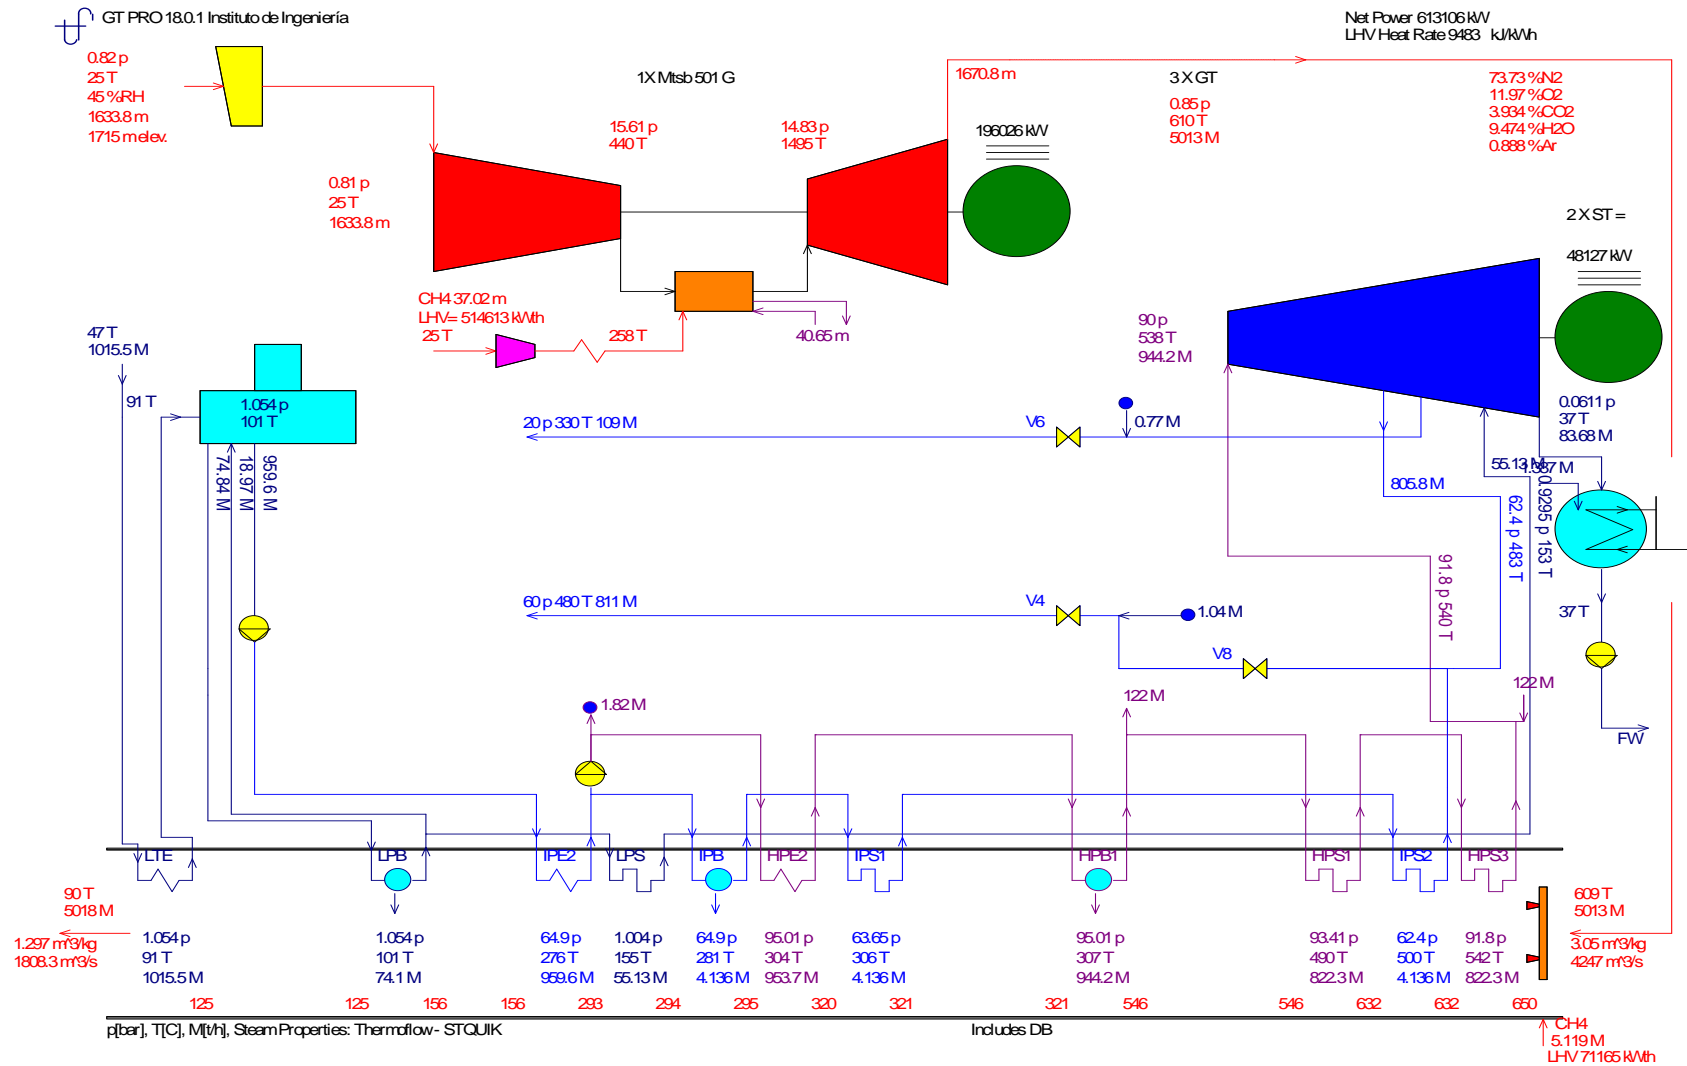 GT PRO 18.0.1 Instituto de Ingeniería
Net Power 613106 kW
LHV Heat Rate 9483 kJ/kWh
0.82 p
25 T
45 %RH
1633.8 m
1715 m elev.
1X Mtsb 501 G
1670.8 m
3 X GT
0.85 p
610 T
5013 M
73.73 %N2
11.97 %O2
3.934 %CO2
9.474 %H2O
0.888 %Ar
15.61 p
440 T
14.83 p
1495 T
196026 kW
0.81 p
25 T
1633.8 m
2 X ST =
48127 kW
CH4 37.02 m
LHV= 514613 kWth
25 T
258 T
40.65 m
47 T
1015.5 M
91 T
1.054 p
101 T
90 p
538 T
944.2 M
0.0611 p
37 T
83.68 M
20 p 330 T 109 M
V6
0.77 M
959.6 M
18.97 M
74.84 M
55.13 M
1.387 M
805.8 M
0.9295 p 153 T
62.4 p 483 T
91.8 p 540 T
60 p 480 T 811 M
V4
1.04 M
37 T
V8
1.82 M
122 M
122 M
FW
LTE
LPB
IPE2
LPS
IPB
HPE2
IPS1
HPB1
HPS1
IPS2
HPS3
90 T
5018 M
1.297 m^3/kg
1808.3 m^3/s
609 T
5013 M
3.05 m^3/kg
4247 m^3/s
1.054 p
91 T
1015.5 M
1.054 p
101 T
74.1 M
64.9 p
276 T
959.6 M
1.004 p
155 T
55.13 M
64.9 p
281 T
4.136 M
95.01 p
304 T
953.7 M
63.65 p
306 T
4.136 M
95.01 p
307 T
944.2 M
93.41 p
490 T
822.3 M
62.4 p
500 T
4.136 M
91.8 p
542 T
822.3 M
125 125 156 156 293 294 295 320 321 321 546 546 632 632 650
p[bar], T[C], M[t/h], Steam Properties: Thermoflow - STQUIK
Includes DB
CH4
5.119 M
LHV 71165 kWth